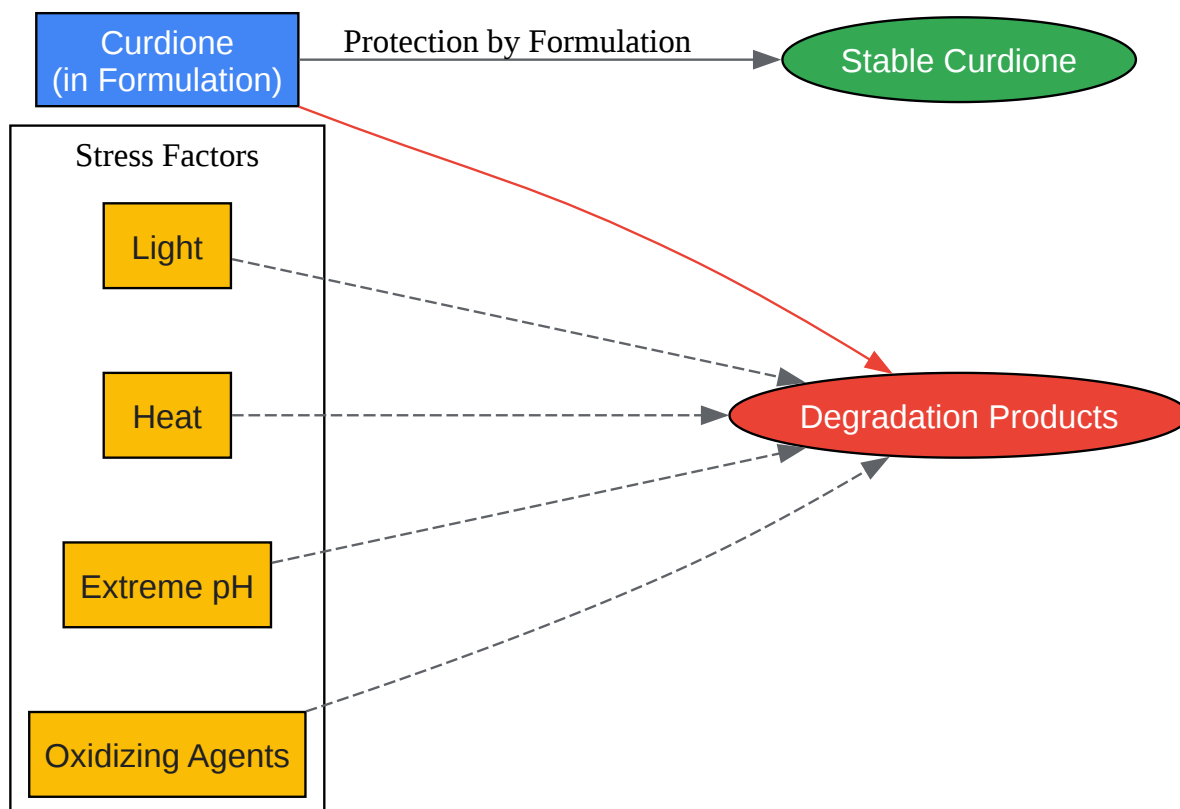 Curdione
(in Formulation)
Protection by Formulation
Stable Curdione
Stress Factors
Light
Heat
Degradation Products
Extreme pH
Oxidizing Agents